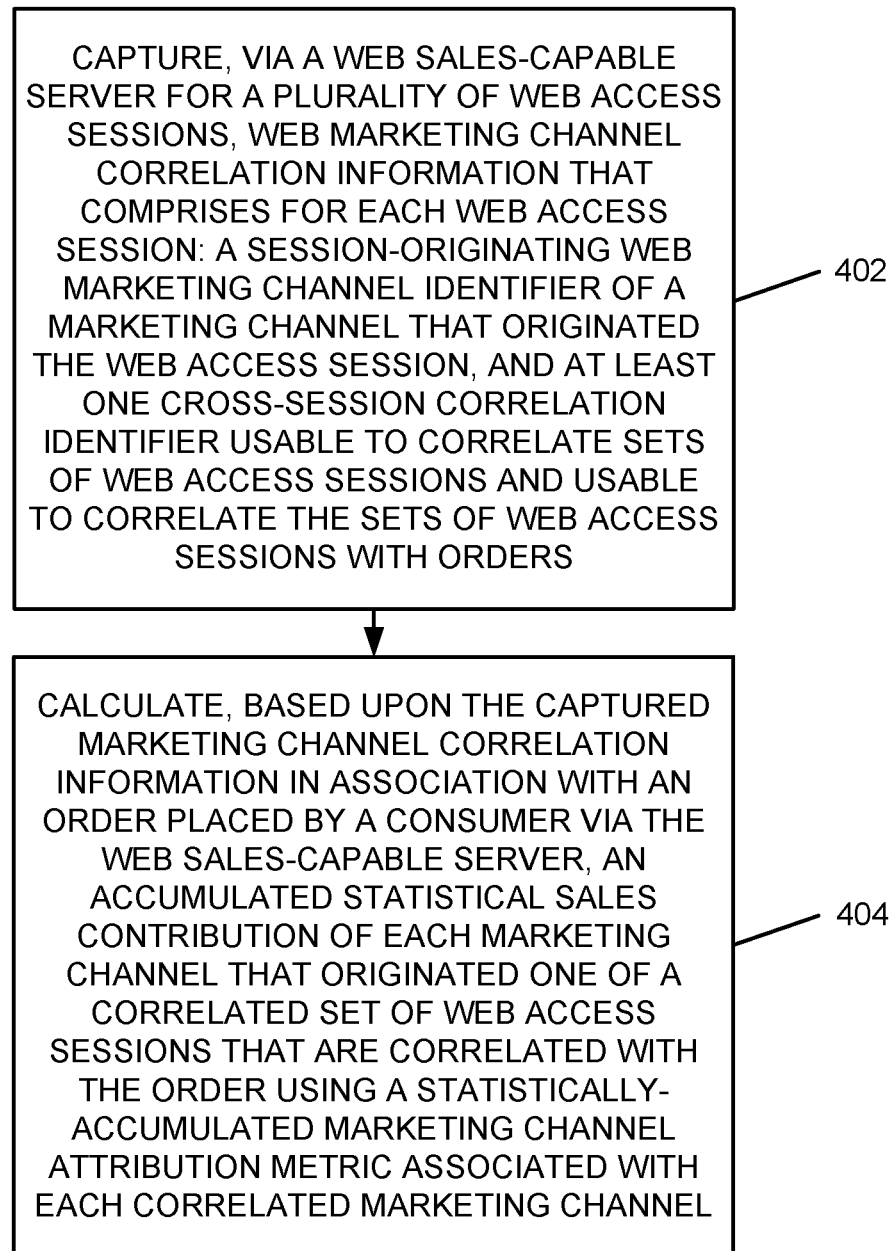 CAPTURE, VIA A WEB SALES-CAPABLE
SERVER FOR A PLURALITY OF WEB ACCESS
SESSIONS, WEB MARKETING CHANNEL
CORRELATION INFORMATION THAT
COMPRISES FOR EACH WEB ACCESS
SESSION: A SESSION-ORIGINATING WEB
MARKETING CHANNEL IDENTIFIER OF A
MARKETING CHANNEL THAT ORIGINATED
THE WEB ACCESS SESSION, AND AT LEAST
ONE CROSS-SESSION CORRELATION
IDENTIFIER USABLE TO CORRELATE SETS
OF WEB ACCESS SESSIONS AND USABLE
TO CORRELATE THE SETS OF WEB ACCESS
SESSIONS WITH ORDERS
402
CALCULATE, BASED UPON THE CAPTURED
MARKETING CHANNEL CORRELATION
INFORMATION IN ASSOCIATION WITH AN
ORDER PLACED BY A CONSUMER VIA THE
WEB SALES-CAPABLE SERVER, AN
ACCUMULATED STATISTICAL SALES
CONTRIBUTION OF EACH MARKETING
CHANNEL THAT ORIGINATED ONE OF A
CORRELATED SET OF WEB ACCESS
SESSIONS THAT ARE CORRELATED WITH
THE ORDER USING A STATISTICALLY-
ACCUMULATED MARKETING CHANNEL
ATTRIBUTION METRIC ASSOCIATED WITH
EACH CORRELATED MARKETING CHANNEL
404